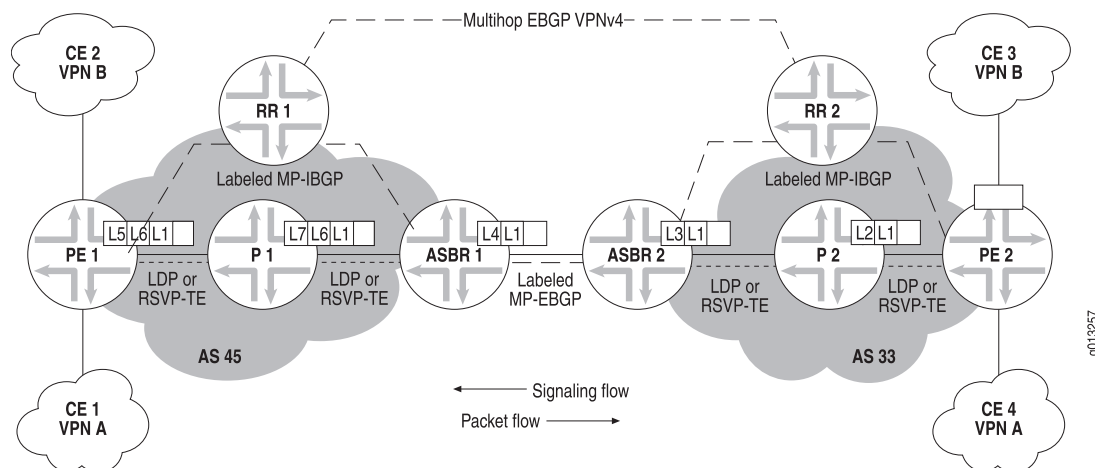 Multihop EBGP VPNv4
CE 2
VPN B
CE 3
VPN B
RR 1
RR 2
Labeled MP-IBGP
Labeled MP-IBGP
L5 L6 L1
L7 L6 L1
L4 L1
L3 L1
L2 L1
PE 1
P 1
ASBR 1
ASBR 2
P 2
PE 2
LDP or
RSVP-TE
LDP or
RSVP-TE
Labeled
MP-EBGP
LDP or
RSVP-TE
LDP or
RSVP-TE
AS 45
AS 33
g013257
Signaling flow
Packet flow
CE 1
VPN A
CE 4
VPN A